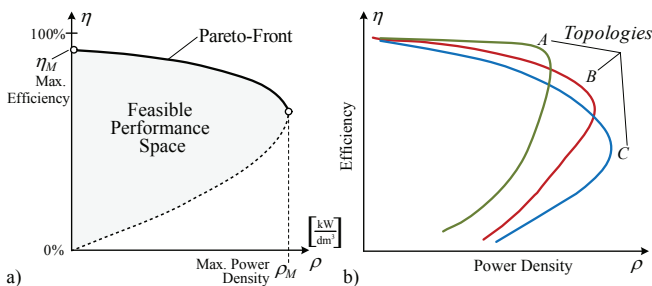 η
100%
Pareto-Front
η_M
Max.
Efficiency
Feasible
Performance
Space
0%
[kW/dm³]
Max. Power
Density
ρ_M
ρ
a)
η
A
Topologies
B
C
Efficiency
Power Density
ρ
b)